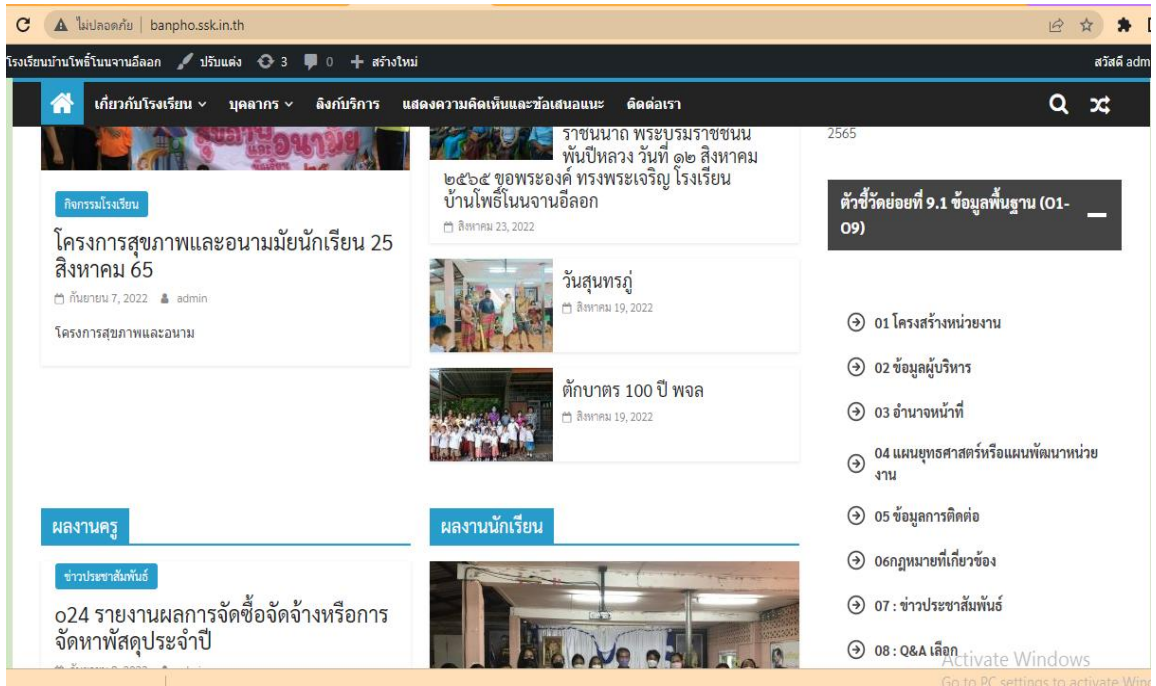 ไม่ปลอดภัย | banpho.ssk.in.th
โรงเรียนบ้านโพธิ์โนนจานอีลอก ปรับแต่ง 3 0 + สร้างใหม่
สวัสดี adm
เกี่ยวกับโรงเรียน บุคลากร ลิงก์บริการ แสดงความคิดเห็นและข้อเสนอแนะ ติดต่อเรา
กิจกรรมโรงเรียน
โครงการสุขภาพและอนามมัยนักเรียน 25
สิงหาคม 65
กันยายน 7, 2022 admin
โครงการสุขภาพและอนาม
ราชินีนาถ พระบรมราชชนนี
พันปีหลวง วันที่ ๑๒ สิงหาคม
๒๕๖๕ ขอพระองค์ ทรงพระเจริญ โรงเรียน
บ้านโพธิ์โนนจานอีลอก
สิงหาคม 23, 2022
วันสุนทรภู่
สิงหาคม 19, 2022
ตักบาตร 100 ปี พจล
สิงหาคม 19, 2022
ผลงานครู
ข่าวประชาสัมพันธ์
o24 รายงานผลการจัดซื้อจัดจ้างหรือการ
จัดหาพัสดุประจำปี
ผลงานนักเรียน
2565
ตัวชี้วัดย่อยที่ 9.1 ข้อมูลพื้นฐาน (O1-
O9)
01 โครงสร้างหน่วยงาน
02 ข้อมูลผู้บริหาร
03 อำนาจหน้าที่
04 แผนยุทธศาสตร์หรือแผนพัฒนาหน่วย
งาน
05 ข้อมูลการติดต่อ
06กฎหมายที่เกี่ยวข้อง
07 : ข่าวประชาสัมพันธ์
08 : Q&A เลือก
Activate Windows
Go to PC settings to activate Win